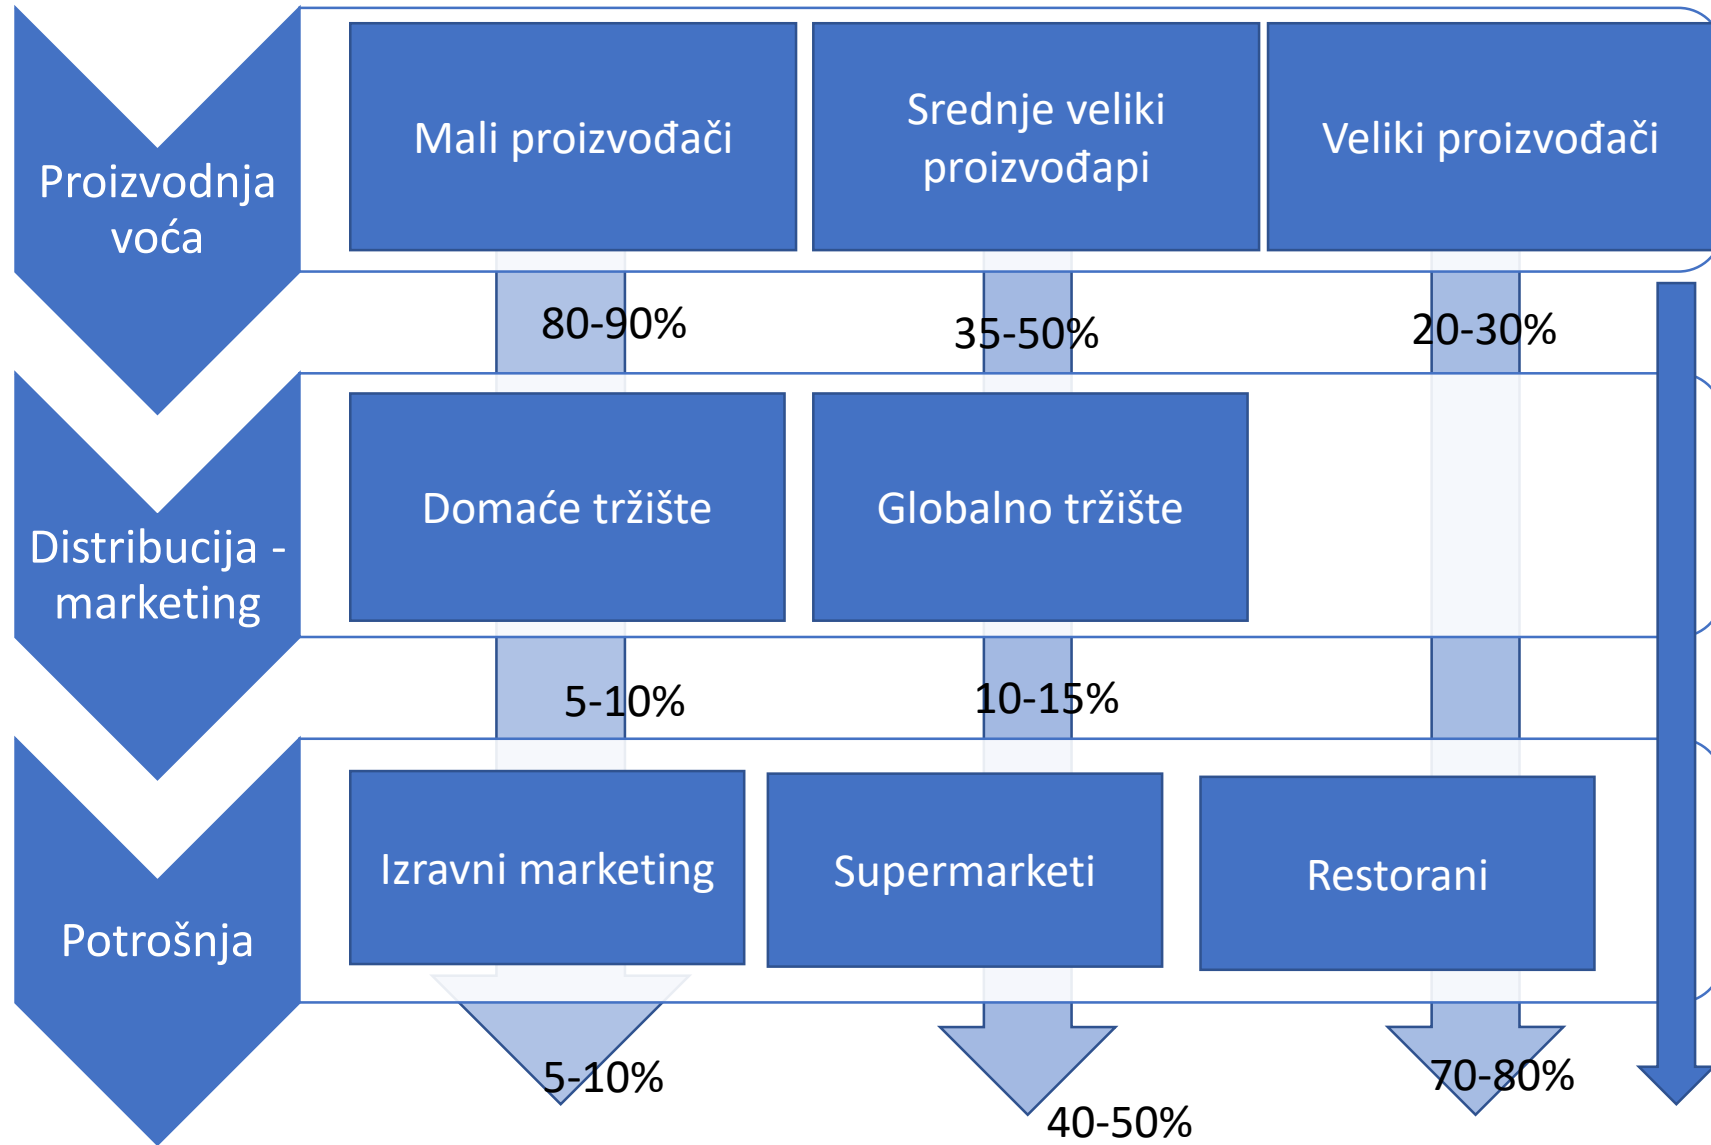 Proizvodnja
voća
Mali proizvođači
Srednje veliki
proizvođapi
Veliki proizvođači
80-90%
35-50%
20-30%
Distribucija -
marketing
Domaće tržište
Globalno tržište
5-10%
10-15%
Potrošnja
Izravni marketing
Supermarketi
Restorani
5-10%
40-50%
70-80%